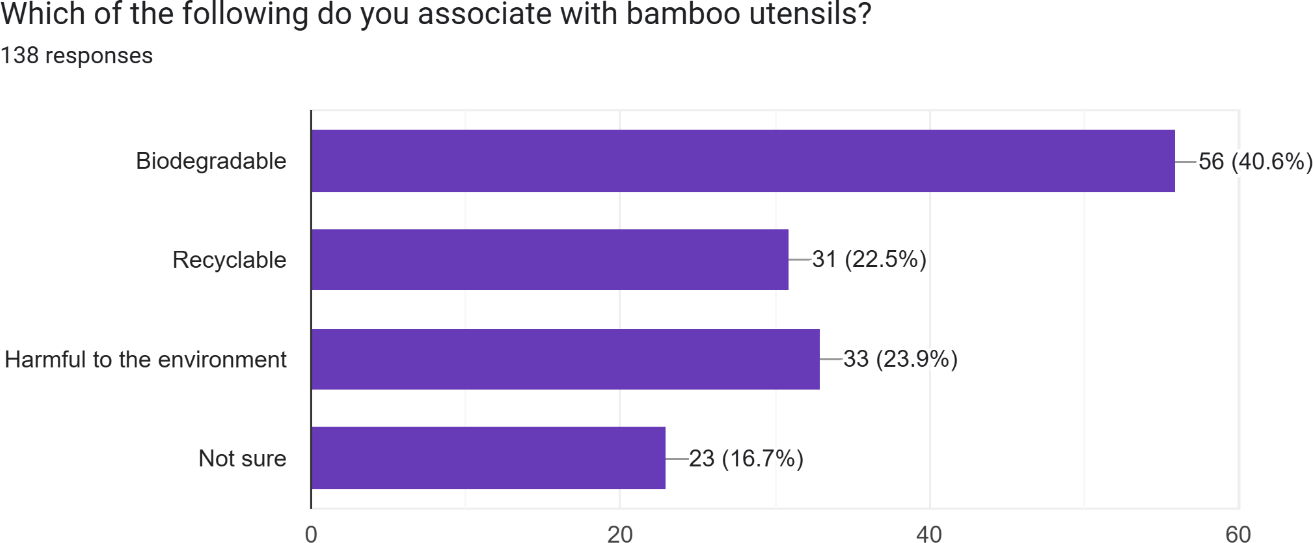 Which of the following do you associate with bamboo utensils?
138 responses
Biodegradable 56 (40.6%)
Recyclable 31 (22.5%)
Harmful to the environment 33 (23.9%)
Not sure 23 (16.7%)
0 20 40 60